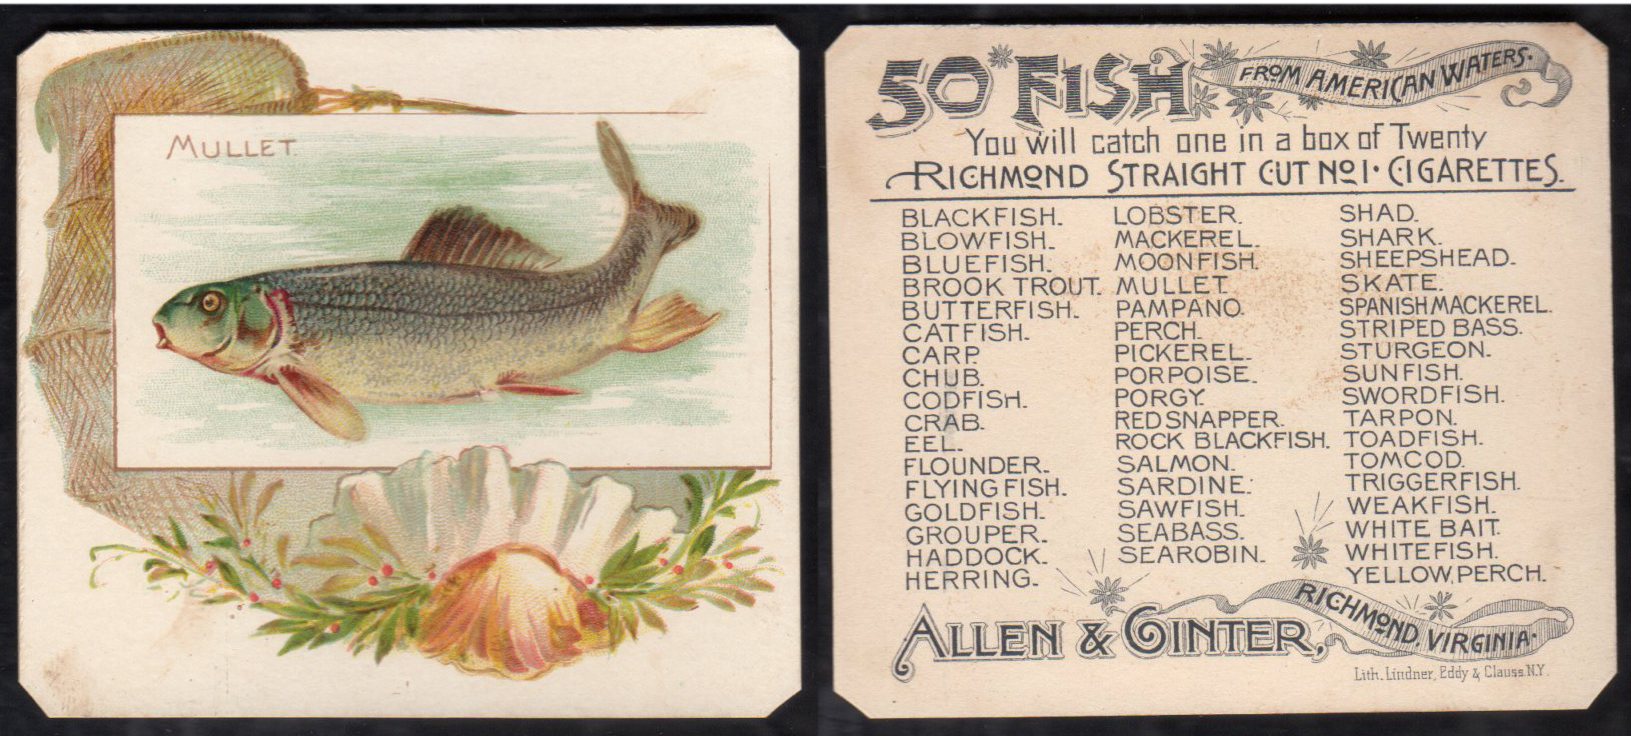 MULLET.
50 FISH FROM AMERICAN WATERS.
You will catch one in a box of Twenty
RICHMOND STRAIGHT CUT No 1. CIGARETTES.
BLACKFISH.
BLOWFISH.
BLUEFISH.
BROOK TROUT.
BUTTERFISH.
CATFISH.
CARP.
CHUB.
CODFISH.
CRAB.
EEL.
FLOUNDER.
FLYING FISH.
GOLDFISH.
GROUPER.
HADDOCK.
HERRING.
LOBSTER.
MACKEREL.
MOONFISH.
MULLET.
PAMPANO.
PERCH.
PICKEREL.
PORPOISE.
PORGY.
RED SNAPPER.
ROCK BLACKFISH.
SALMON.
SARDINE.
SAWFISH.
SEABASS.
SEAROBIN.
SHAD.
SHARK.
SHEEPSHEAD.
SKATE.
SPANISH MACKEREL.
STRIPED BASS.
STURGEON.
SUNFISH.
SWORDFISH.
TARPON.
TOADFISH.
TOMCOD.
TRIGGERFISH.
WEAKFISH.
WHITE BAIT.
WHITEFISH.
YELLOW PERCH.
ALLEN & GINTER, RICHMOND. VIRGINIA.
Lith. Lindner, Eddy & Clauss. N.Y.